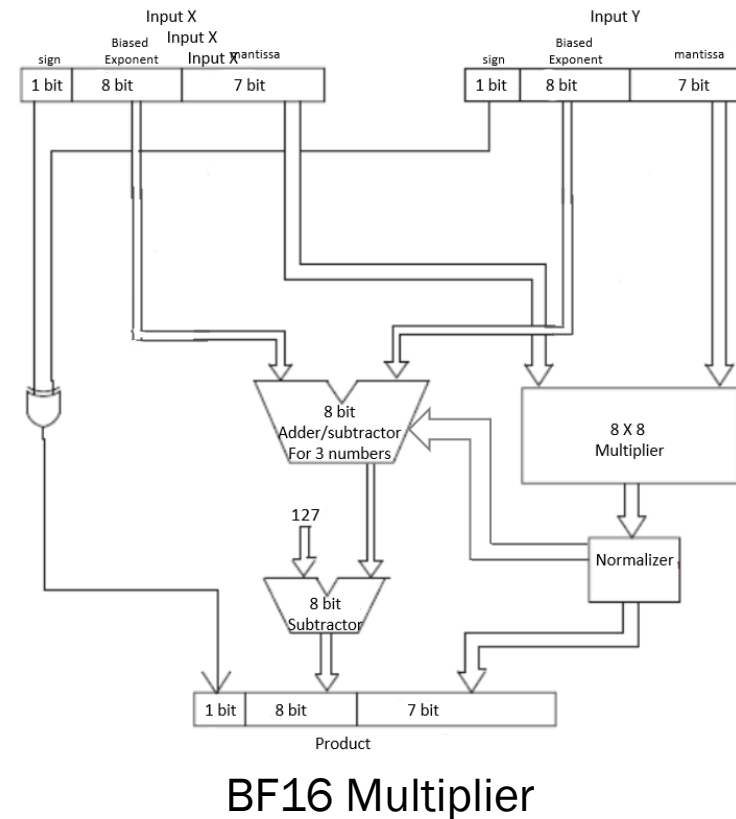 Input X
Input X
Input X
sign
Biased
Exponent
mantissa
1 bit
8 bit
7 bit
Input Y
sign
Biased
Exponent
mantissa
1 bit
8 bit
7 bit
8 bit
Adder/subtractor
For 3 numbers
8 X 8
Multiplier
127
8 bit
Subtractor
Normalizer
1 bit
8 bit
7 bit
Product
BF16 Multiplier